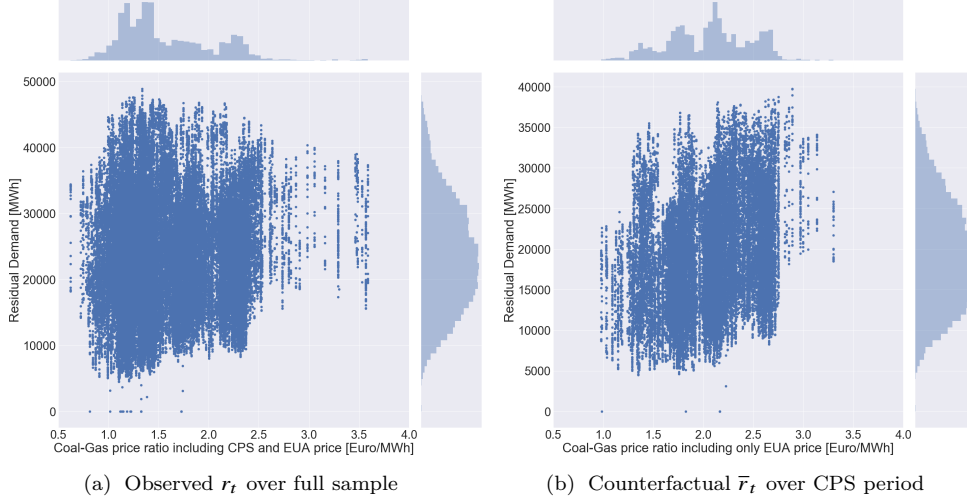 50000
40000
30000
20000
10000
0
Residual Demand [MWh]
0.5 1.0 1.5 2.0 2.5 3.0 3.5 4.0
Coal-Gas price ratio including CPS and EUA price [Euro/MWh]
(a) Observed r_t over full sample
40000
35000
30000
25000
20000
15000
10000
5000
0
Residual Demand [MWh]
0.5 1.0 1.5 2.0 2.5 3.0 3.5 4.0
Coal-Gas price ratio including only EUA price [Euro/MWh]
(b) Counterfactual r̅_t over CPS period